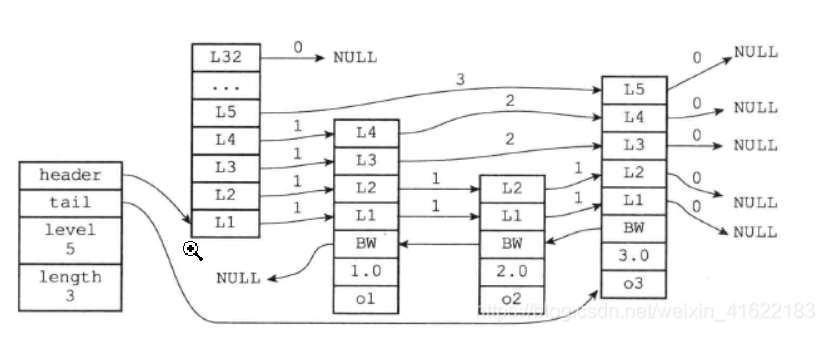 L32 0 NULL
...
L5 3 L5 0 NULL
L4 1 L4 2 L4 0 NULL
L3 1 L3 2 L3 0 NULL
L2 1 L2 1 L2 1 L2 0 NULL
L1 1 L1 1 L1 1 L1 0 NULL
header
tail
level
5
length
3
NULL
BW
1.0
o1
BW
2.0
o2
BW
3.0
o3
https://blog.csdn.net/weixin_41622183